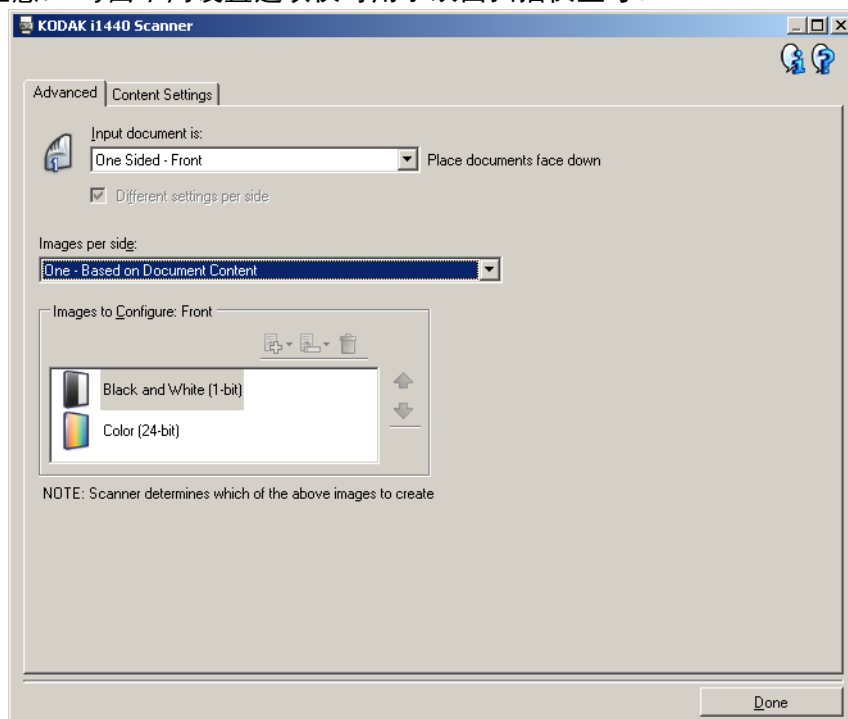 KODAK i1440 Scanner
Advanced
Content Settings
Input document is:
One Sided - Front
Place documents face down
Different settings per side
Images per side:
One - Based on Document Content
Images to Configure: Front
Black and White (1-bit)
Color (24-bit)
NOTE: Scanner determines which of the above images to create
Done